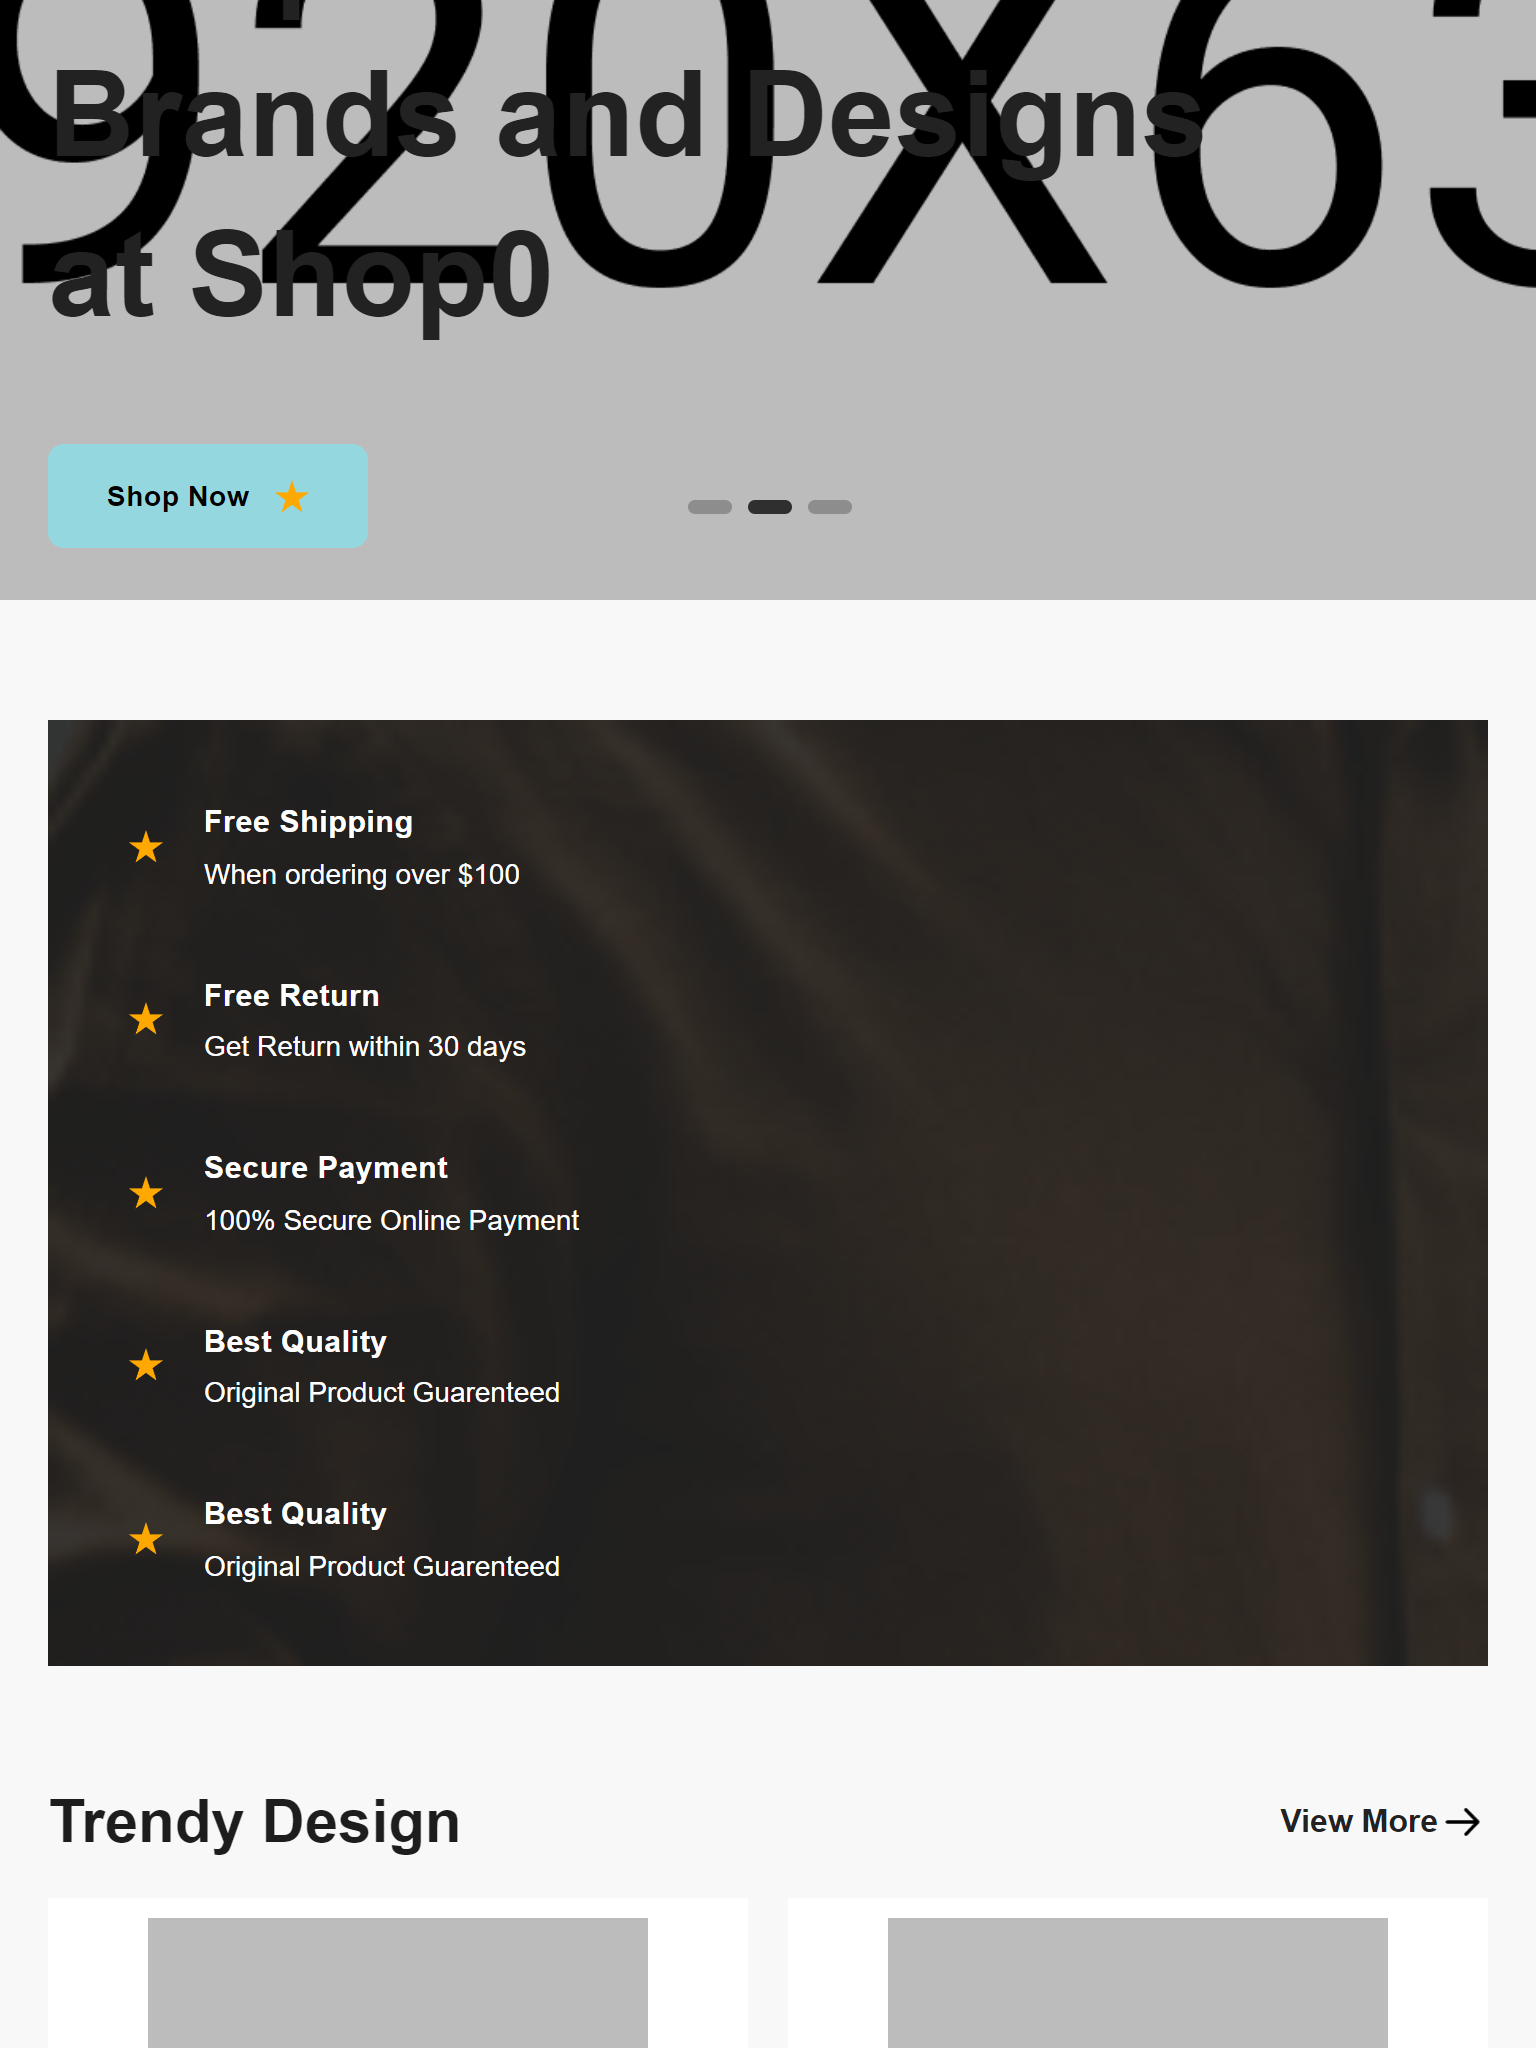 920X63
Brands and Designs
at Shop0
Shop Now
Free Shipping
When ordering over $100
Free Return
Get Return within 30 days
Secure Payment
100% Secure Online Payment
Best Quality
Original Product Guarenteed
Best Quality
Original Product Guarenteed
Trendy Design
View More